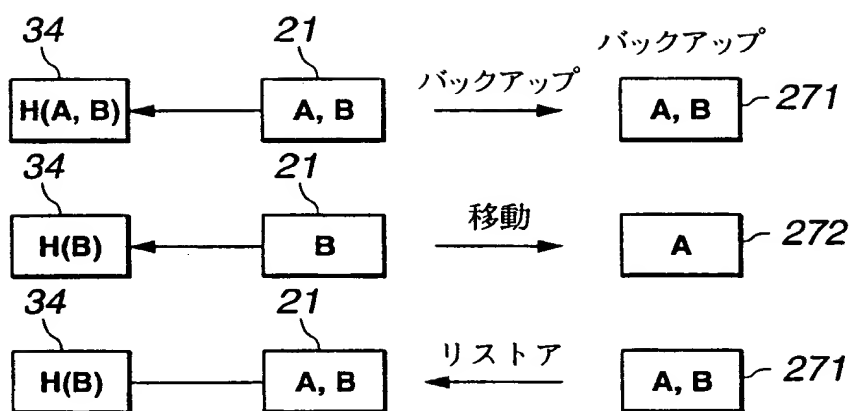 34 21 バックアップ バックアップ
H(A, B) A, B A, B 271
34 21 移動
H(B) B A 272
34 21 リストア
H(B) A, B A, B 271